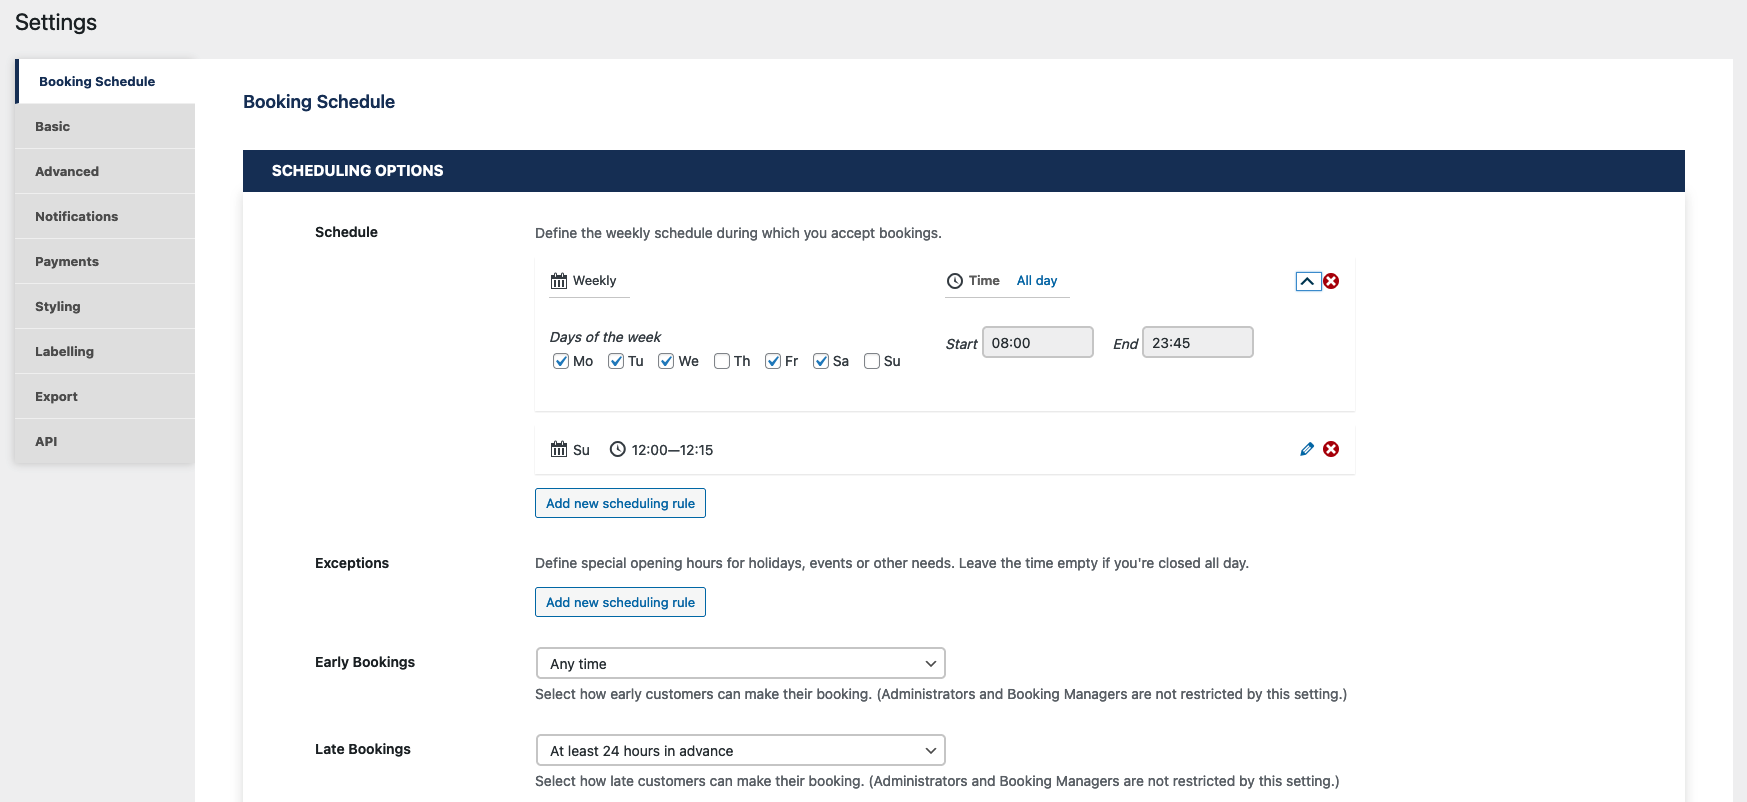 Settings
Booking Schedule
Basic
Advanced
Notifications
Payments
Styling
Labelling
Export
API
Booking Schedule
SCHEDULING OPTIONS
Schedule
Define the weekly schedule during which you accept bookings.
Weekly
Time All day
Days of the week
Mo Tu We Th Fr Sa Su
Start 08:00 End 23:45
Su 12:00—12:15
Add new scheduling rule
Exceptions
Define special opening hours for holidays, events or other needs. Leave the time empty if you're closed all day.
Add new scheduling rule
Early Bookings
Any time
Select how early customers can make their booking. (Administrators and Booking Managers are not restricted by this setting.)
Late Bookings
At least 24 hours in advance
Select how late customers can make their booking. (Administrators and Booking Managers are not restricted by this setting.)